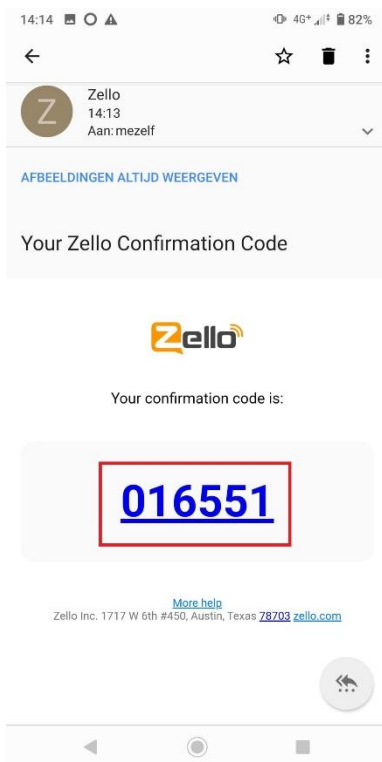 14:14 4G+ 82%
Z
Zello
14:13
Aan: mezelf
AFBEELDINGEN ALTIJD WEERGEVEN
Your Zello Confirmation Code
Zello
Your confirmation code is:
016551
More help
Zello Inc. 1717 W 6th #450, Austin, Texas 78703 zello.com